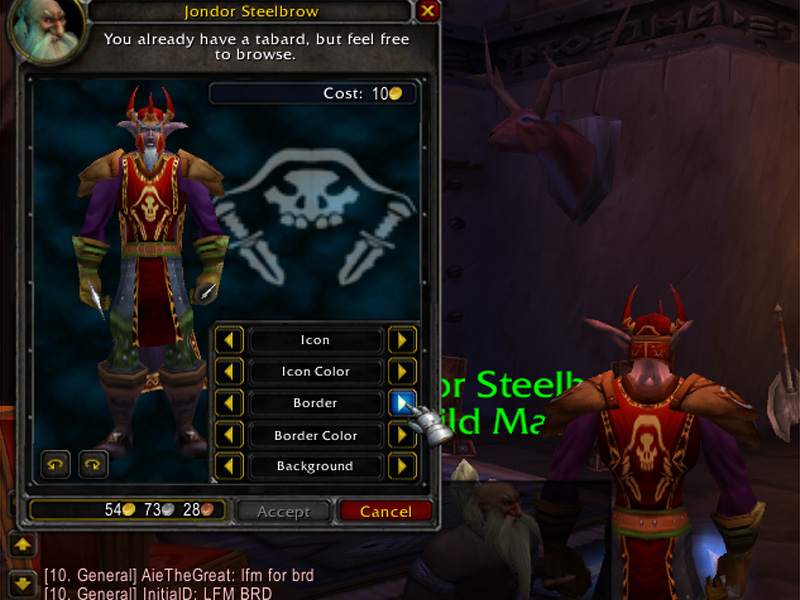 Jondor Steelbrow
You already have a tabard, but feel free
to browse.
Cost: 10
Icon
Icon Color
Border
Border Color
Background
54 73 28
Accept
Cancel
[10. General] AieTheGreat: lfm for brd
[10. General] InitialD: LFM BRD